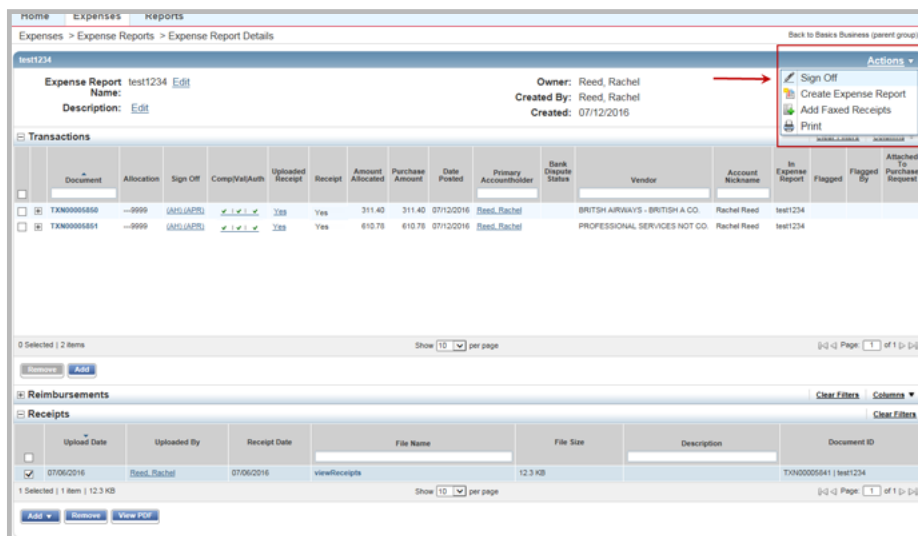 Home Expenses Reports
Expenses > Expense Reports > Expense Report Details Back to Basics Business (parent group)
test1234 Actions
Expense Report Name: test1234 Edit
Description: Edit
Owner: Reed, Rachel
Created By: Reed, Rachel
Created: 07/12/2016
Sign Off
Create Expense Report
Add Faxed Receipts
Print
Transactions Clear Filters Columns
Document Allocation Sign Off Comp|Val|Auth Uploaded Receipt Receipt Amount Allocated Purchase Amount Date Posted Primary Accountholder Bank Dispute Status Vendor Account Nickname In Expense Report Flagged Flagged By Attached To Purchase Request
TXN00005850 ---9999 (AH);(APR) Yes Yes 311.40 311.40 07/12/2016 Reed, Rachel BRITSH AIRWAYS - BRITISH A CO. Rachel Reed test1234
TXN00005851 ---9999 (AH);(APR) Yes Yes 610.78 610.78 07/12/2016 Reed, Rachel PROFESSIONAL SERVICES NOT CO. Rachel Reed test1234
0 Selected | 2 items Show 10 per page Page: 1 of 1
Remove Add
Reimbursements Clear Filters Columns
Receipts Clear Filters
Upload Date Uploaded By Receipt Date File Name File Size Description Document ID
07/06/2016 Reed, Rachel 07/06/2016 viewReceipts 12.3 KB TXN00005841 | test1234
1 Selected | 1 item | 12.3 KB Show 10 per page Page: 1 of 1
Add Remove View PDF